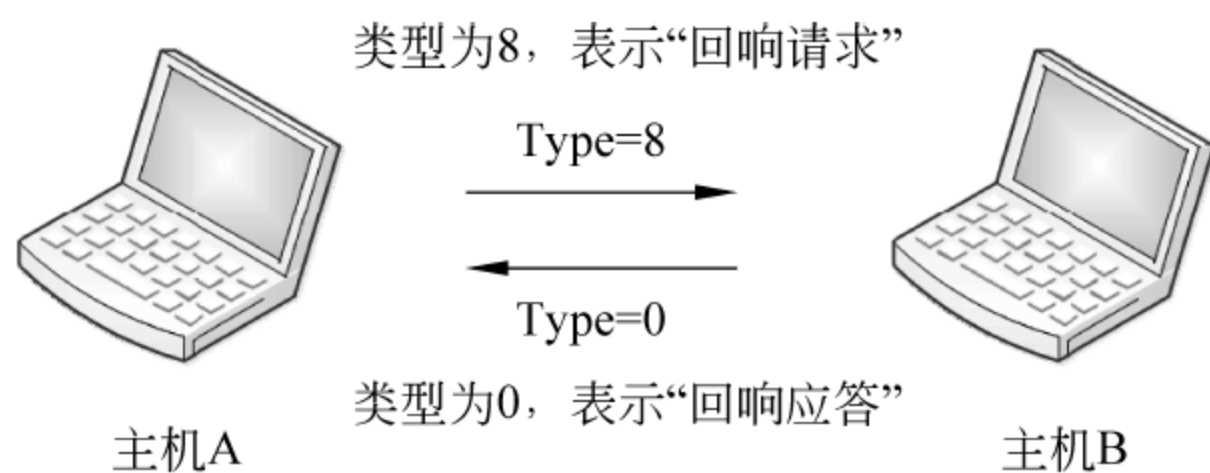 类型为8，表示“回响请求”
Type=8
Type=0
类型为0，表示“回响应答”
主机A
主机B